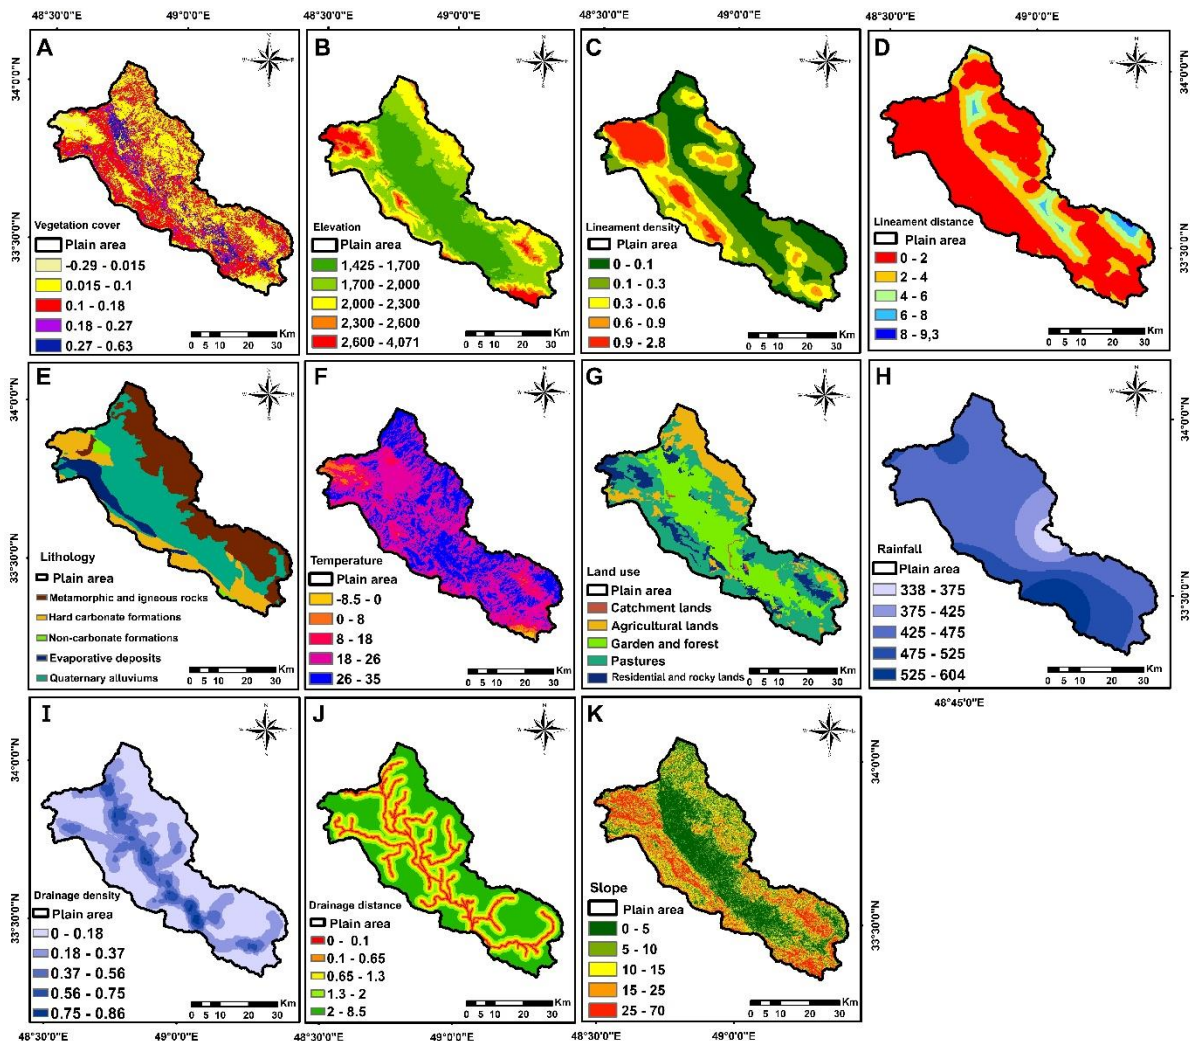 48°30'0"E 49°0'0"E 48°30'0"E 49°0'0"E 48°30'0"E 49°0'0"E
34°0'0"N
33°30'0"N
A
Vegetation cover
Plain area
-0.29 - 0.015
0.015 - 0.1
0.1 - 0.18
0.18 - 0.27
0.27 - 0.63
Km
0 5 10 20 30
B
Elevation
Plain area
1,425 - 1,700
1,700 - 2,000
2,000 - 2,300
2,300 - 2,600
2,600 - 4,071
Km
0 5 10 20 30
C
Lineament density
Plain area
0 - 0.1
0.1 - 0.3
0.3 - 0.6
0.6 - 0.9
0.9 - 2.8
Km
0 5 10 20 30
D
Lineament distance
Plain area
0 - 2
2 - 4
4 - 6
6 - 8
8 - 9,3
Km
0 5 10 20 30
34°0'0"N
33°30'0"N
34°0'0"N
33°30'0"N
E
Lithology
Plain area
Metamorphic and igneous rocks
Hard carbonate formations
Non-carbonate formations
Evaporative deposits
Quaternary alluviums
Km
0 5 10 20 30
F
Temperature
Plain area
-8.5 - 0
0 - 8
8 - 18
18 - 26
26 - 35
Km
0 5 10 20 30
G
Land use
Plain area
Catchment lands
Agricultural lands
Garden and forest
Pastures
Residential and rocky lands
Km
0 5 10 20 30
H
Rainfall
Plain area
338 - 375
375 - 425
425 - 475
475 - 525
525 - 604
Km
0 5 10 20 30
34°0'0"N
33°30'0"N
48°45'0"E
34°0'0"N
33°30'0"N
I
Drainage density
Plain area
0 - 0.18
0.18 - 0.37
0.37 - 0.56
0.56 - 0.75
0.75 - 0.86
Km
0 5 10 20 30
J
Drainage distance
Plain area
0 - 0.1
0.1 - 0.65
0.65 - 1.3
1.3 - 2
2 - 8.5
Km
0 5 10 20 30
K
Slope
Plain area
0 - 5
5 - 10
10 - 15
15 - 25
25 - 70
Km
0 5 10 20 30
48°30'0"E 49°0'0"E 48°30'0"E 49°0'0"E 48°30'0"E 49°0'0"E